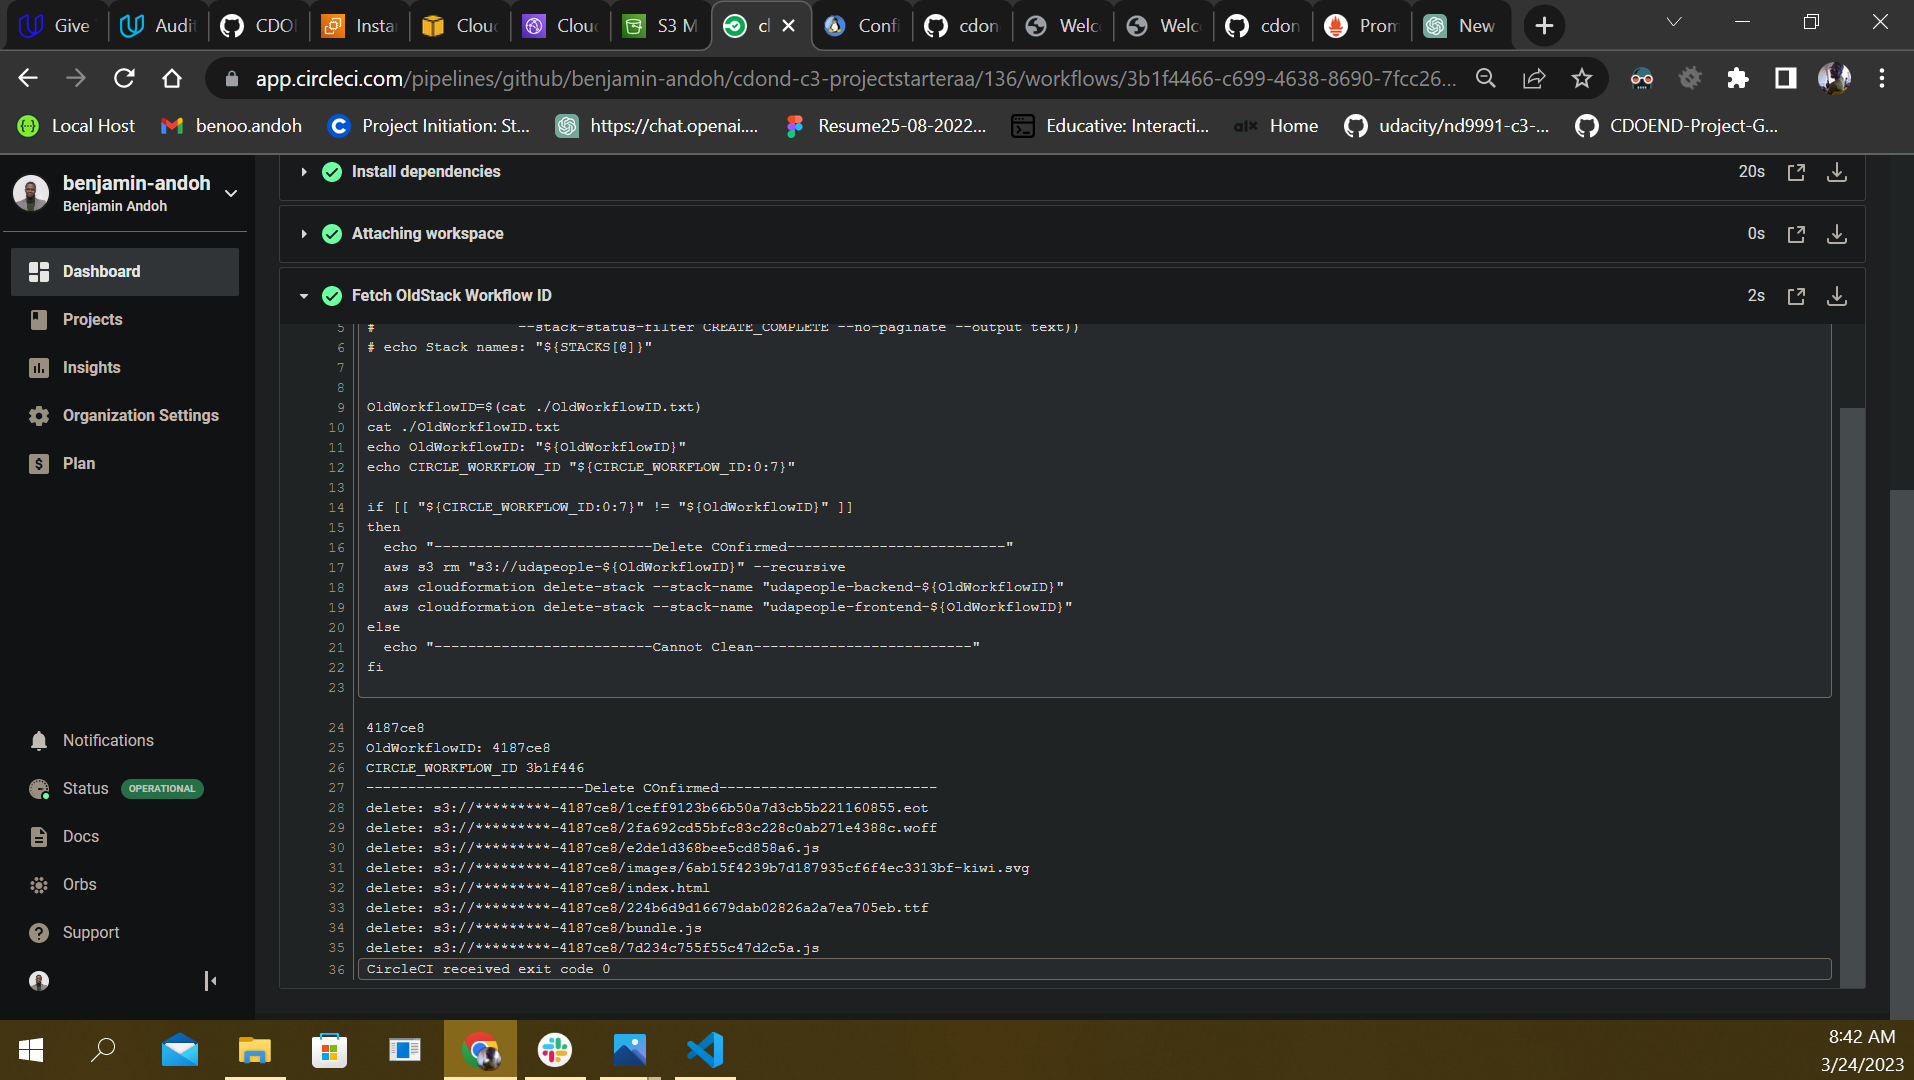 Give
Audit
CDO
Insta
Clou
Clou
S3 M
cl
Confi
cdon
Welc
Welc
cdon
Prom
New
app.circleci.com/pipelines/github/benjamin-andoh/cdond-c3-projectstarteraa/136/workflows/3b1f4466-c699-4638-8690-7fcc26...
Local Host
benoo.andoh
Project Initiation: St...
https://chat.openai....
Resume25-08-2022...
Educative: Interacti...
alx Home
udacity/nd9991-c3-...
CDOEND-Project-G...
benjamin-andoh
Benjamin Andoh
Dashboard
Projects
Insights
Organization Settings
Plan
Notifications
Status OPERATIONAL
Docs
Orbs
Support
Install dependencies 20s
Attaching workspace 0s
Fetch OldStack Workflow ID 2s
5 # --stack-status-filter CREATE_COMPLETE --no-paginate --output text))
6 # echo Stack names: "${STACKS[@]}"
7
8
9 OldWorkflowID=$(cat ./OldWorkflowID.txt)
10 cat ./OldWorkflowID.txt
11 echo OldWorkflowID: "${OldWorkflowID}"
12 echo CIRCLE_WORKFLOW_ID "${CIRCLE_WORKFLOW_ID:0:7}"
13
14 if [[ "${CIRCLE_WORKFLOW_ID:0:7}" != "${OldWorkflowID}" ]]
15 then
16 echo "--------------------------Delete COnfirmed--------------------------"
17 aws s3 rm "s3://udapeople-${OldWorkflowID}" --recursive
18 aws cloudformation delete-stack --stack-name "udapeople-backend-${OldWorkflowID}"
19 aws cloudformation delete-stack --stack-name "udapeople-frontend-${OldWorkflowID}"
20 else
21 echo "--------------------------Cannot Clean--------------------------"
22 fi
23
24 4187ce8
25 OldWorkflowID: 4187ce8
26 CIRCLE_WORKFLOW_ID 3b1f446
27 --------------------------Delete COnfirmed--------------------------
28 delete: s3://*********-4187ce8/1ceff9123b66b50a7d3cb5b221160855.eot
29 delete: s3://*********-4187ce8/2fa692cd55bfc83c228c0ab271e4388c.woff
30 delete: s3://*********-4187ce8/e2de1d368bee5cd858a6.js
31 delete: s3://*********-4187ce8/images/6ab15f4239b7d187935cf6f4ec3313bf-kiwi.svg
32 delete: s3://*********-4187ce8/index.html
33 delete: s3://*********-4187ce8/224b6d9d16679dab02826a2a7ea705eb.ttf
34 delete: s3://*********-4187ce8/bundle.js
35 delete: s3://*********-4187ce8/7d234c755f55c47d2c5a.js
36 CircleCI received exit code 0
8:42 AM
3/24/2023